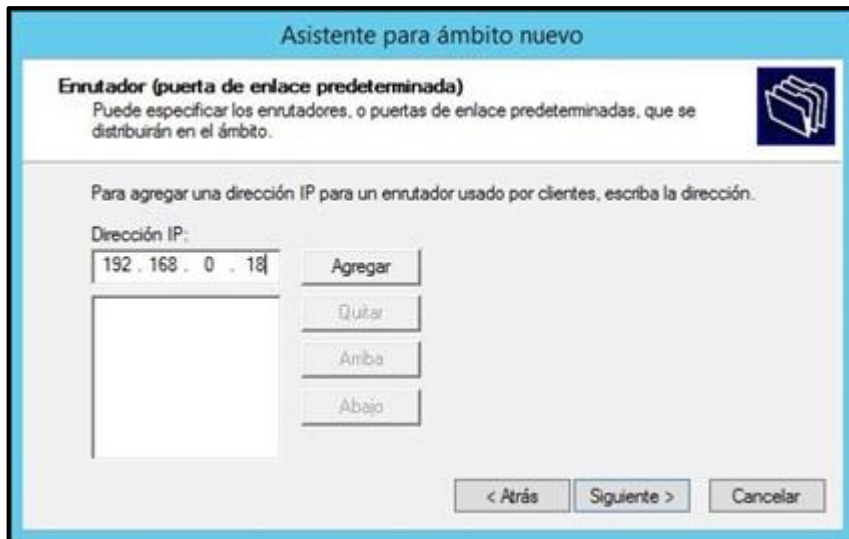 Asistente para ámbito nuevo
Enrutador (puerta de enlace predeterminada)
Puede especificar los enrutadores, o puertas de enlace predeterminadas, que se
distribuirán en el ámbito.
Para agregar una dirección IP para un enrutador usado por clientes, escriba la dirección.
Dirección IP:
192 . 168 . 0 . 18
Agregar
Quitar
Arriba
Abajo
< Atrás Siguiente > Cancelar